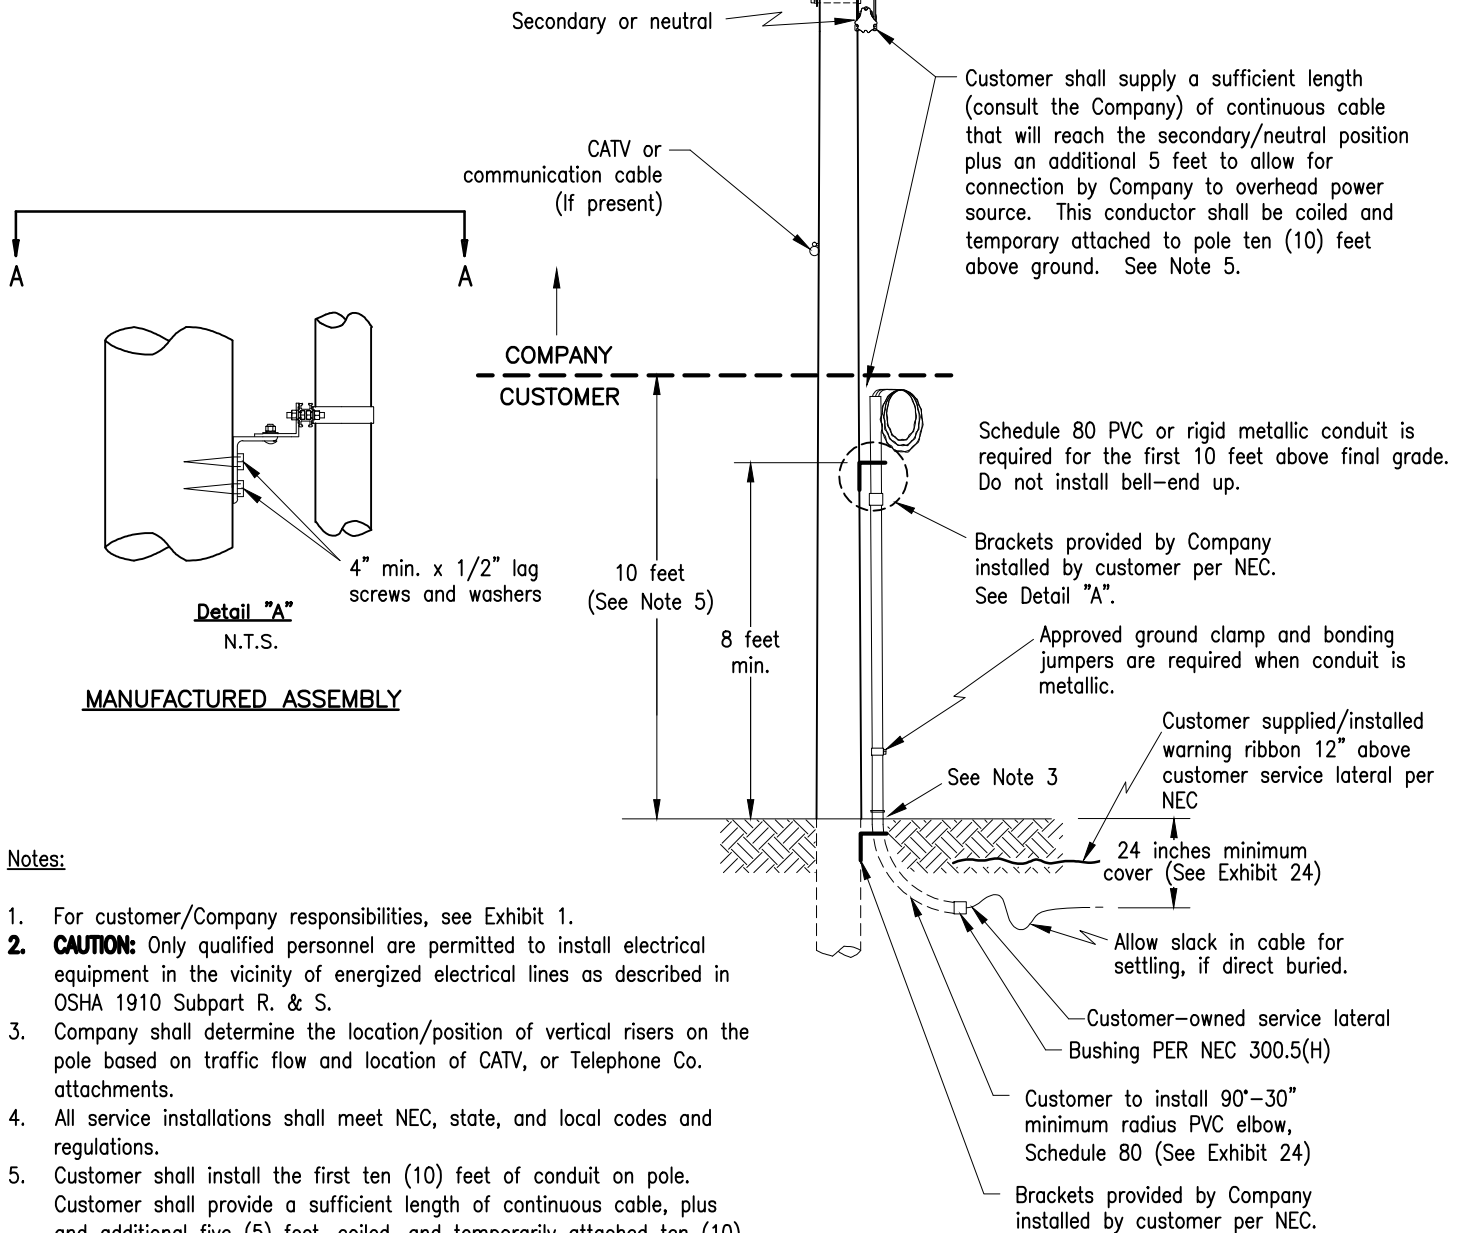 Secondary or neutral
Customer shall supply a sufficient length
(consult the Company) of continuous cable
that will reach the secondary/neutral position
plus an additional 5 feet to allow for
connection by Company to overhead power
source. This conductor shall be coiled and
temporary attached to pole ten (10) feet
above ground. See Note 5.
CATV or
communication cable
(If present)
A
A
COMPANY
CUSTOMER
Schedule 80 PVC or rigid metallic conduit is
required for the first 10 feet above final grade.
Do not install bell-end up.
Brackets provided by Company
installed by customer per NEC.
See Detail "A".
4" min. x 1/2" lag
screws and washers
Detail "A"
N.T.S.
MANUFACTURED ASSEMBLY
10 feet
(See Note 5)
8 feet
min.
Approved ground clamp and bonding
jumpers are required when conduit is
metallic.
Customer supplied/installed
warning ribbon 12" above
customer service lateral per
NEC
See Note 3
24 inches minimum
cover (See Exhibit 24)
Allow slack in cable for
settling, if direct buried.
Customer-owned service lateral
Bushing PER NEC 300.5(H)
Customer to install 90°-30"
minimum radius PVC elbow,
Schedule 80 (See Exhibit 24)
Brackets provided by Company
installed by customer per NEC.
Notes:
1. For customer/Company responsibilities, see Exhibit 1.
2. CAUTION: Only qualified personnel are permitted to install electrical
equipment in the vicinity of energized electrical lines as described in
OSHA 1910 Subpart R. & S.
3. Company shall determine the location/position of vertical risers on the
pole based on traffic flow and location of CATV, or Telephone Co.
attachments.
4. All service installations shall meet NEC, state, and local codes and
regulations.
5. Customer shall install the first ten (10) feet of conduit on pole.
Customer shall provide a sufficient length of continuous cable, plus
and additional five (5) feet, coiled, and temporarily attached ten (10)